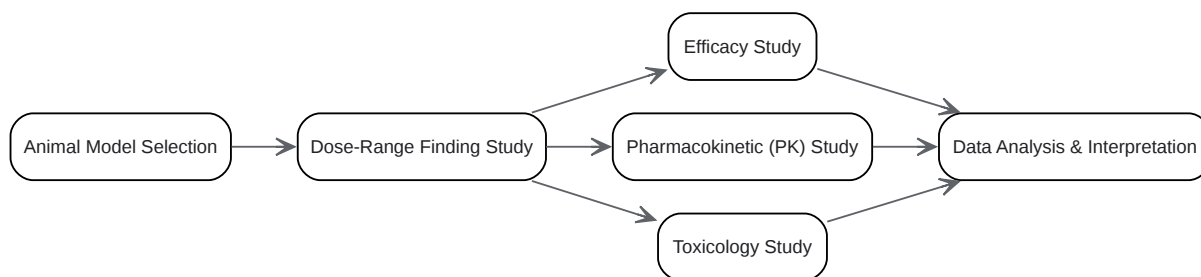 Efficacy Study
Animal Model Selection
Dose-Range Finding Study
Pharmacokinetic (PK) Study
Data Analysis & Interpretation
Toxicology Study